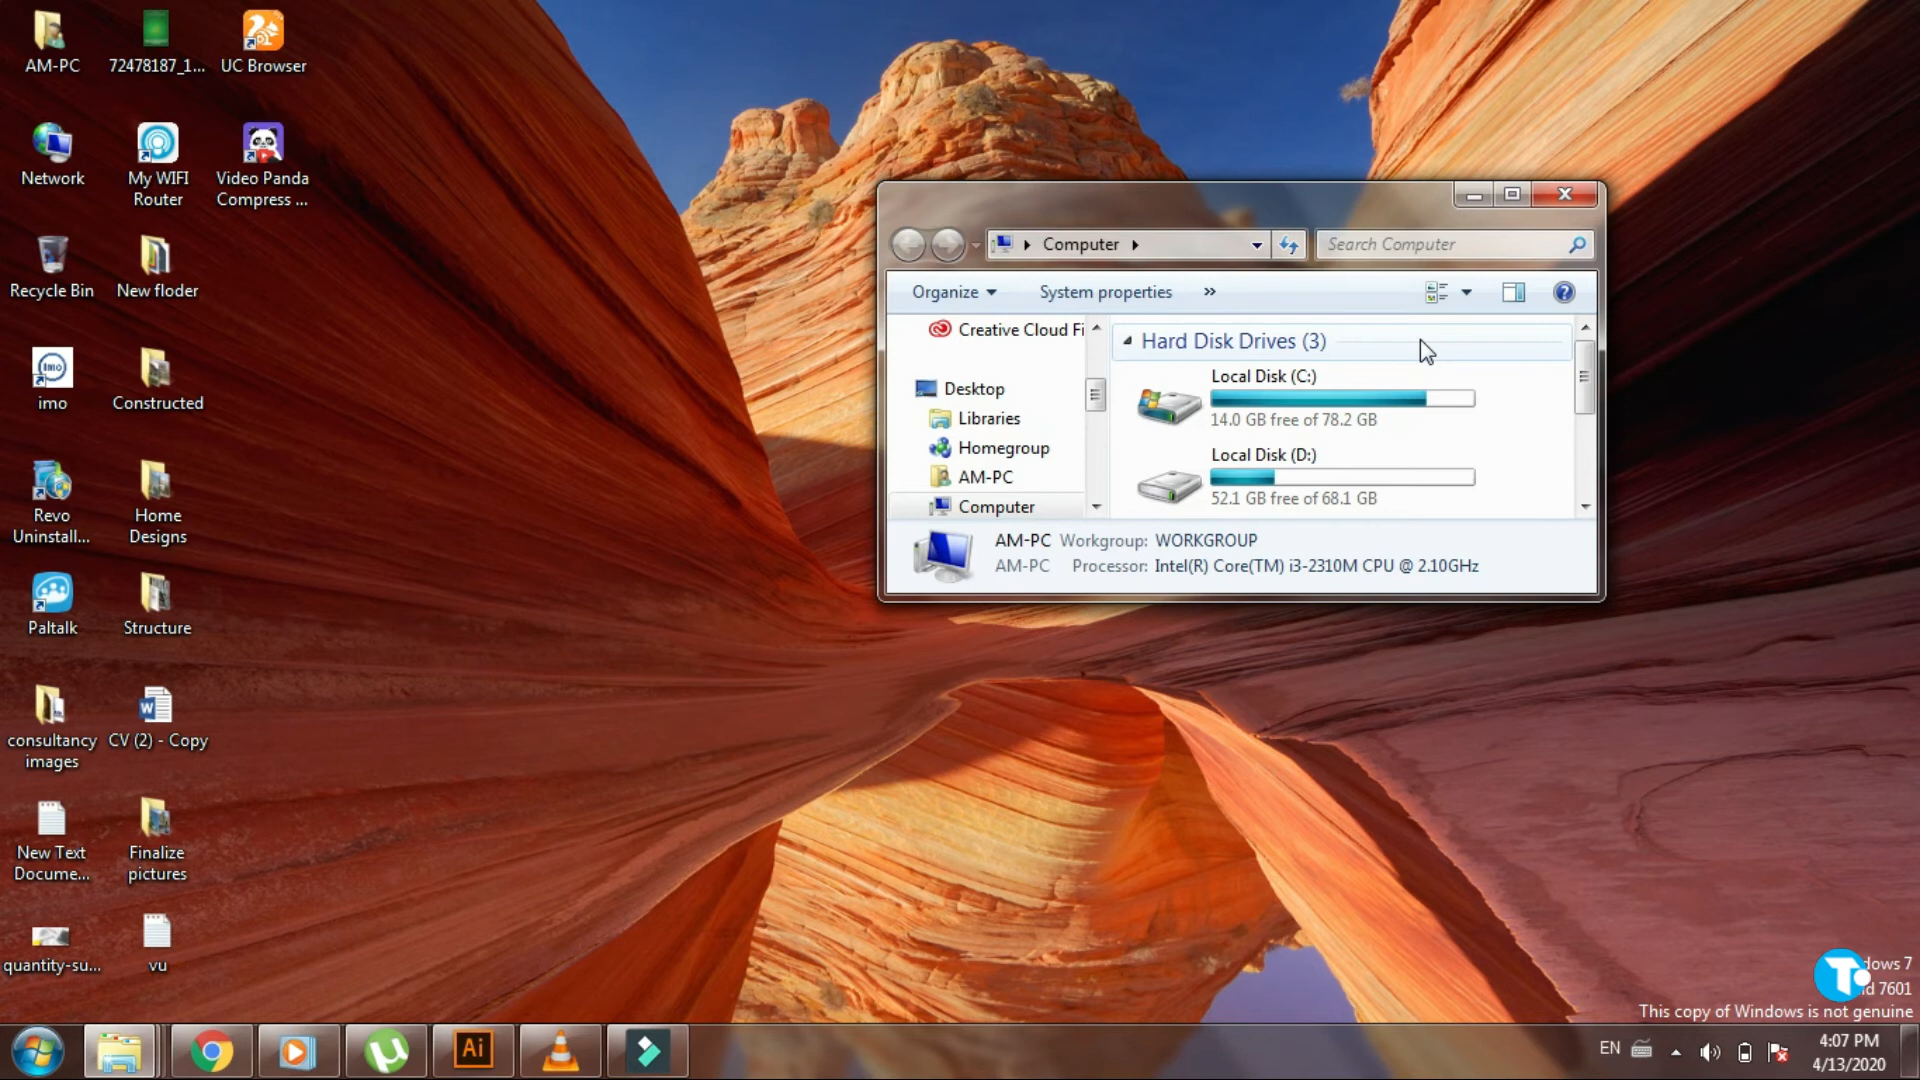 AM-PC
72478187_1...
UC Browser
Network
My WIFI
Router
Video Panda
Compress ...
Recycle Bin
New floder
imo
imo
Constructed
Revo
Uninstall...
Home
Designs
Paltalk
Structure
consultancy
images
W
CV (2) - Copy
New Text
Docume...
Finalize
pictures
quantity-su...
vu
Computer
Search Computer
Organize
System properties
»
Creative Cloud Fi
Desktop
Libraries
Homegroup
AM-PC
Computer
Hard Disk Drives (3)
Local Disk (C:)
14.0 GB free of 78.2 GB
Local Disk (D:)
52.1 GB free of 68.1 GB
AM-PC Workgroup: WORKGROUP
AM-PC Processor: Intel(R) Core(TM) i3-2310M CPU @ 2.10GHz
T
dows 7
d 7601
This copy of Windows is not genuine
Ai
EN
4:07 PM
4/13/2020